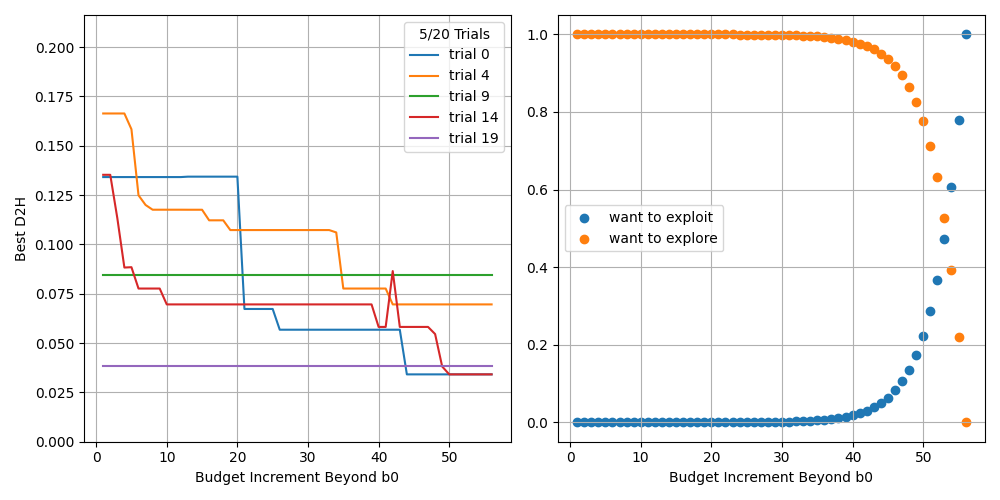 5/20 Trials
trial 0
trial 4
trial 9
trial 14
trial 19
0.200
0.175
0.150
0.125
0.100
0.075
0.050
0.025
0.000
Best D2H
0 10 20 30 40 50
Budget Increment Beyond b0
1.0
0.8
0.6
0.4
0.2
0.0
want to exploit
want to explore
0 10 20 30 40 50
Budget Increment Beyond b0